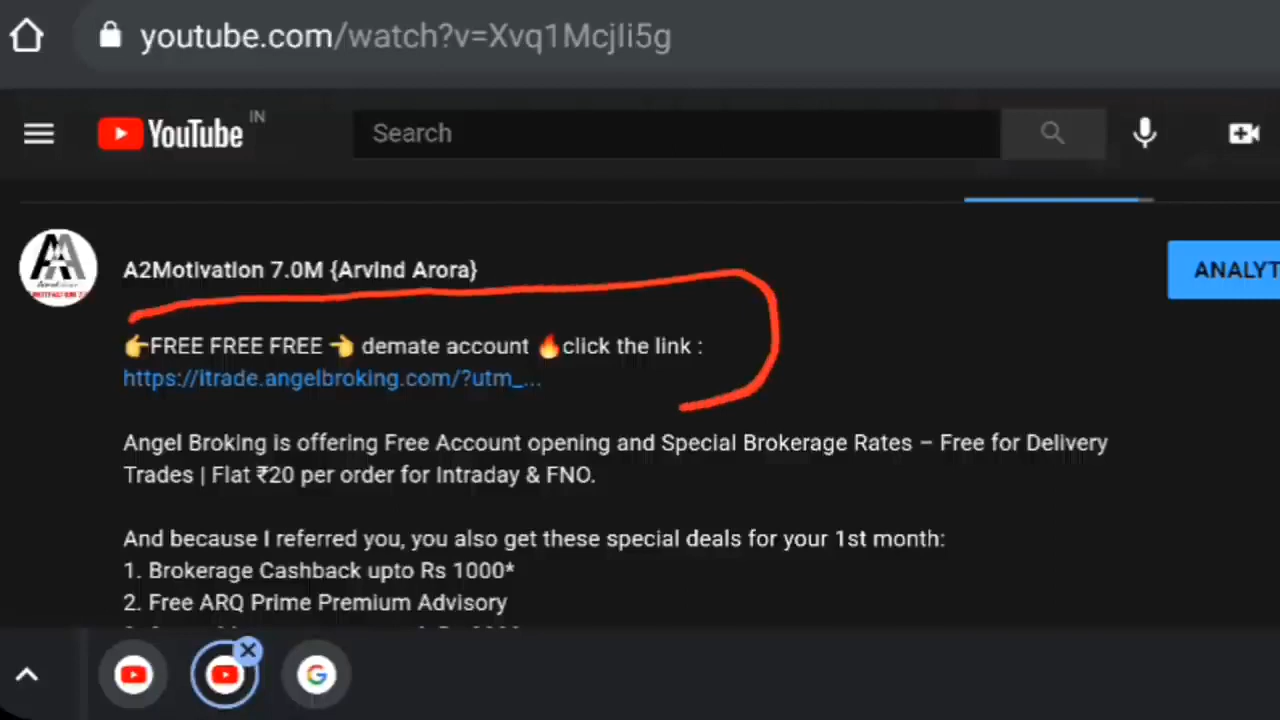 youtube.com/watch?v=Xvq1McjIi5g
YouTube IN
Search
A2Motivation 7.0M {Arvind Arora}
ANALYT
👉FREE FREE FREE 👈 demate account 🔥click the link :
https://itrade.angelbroking.com/?utm_...
Angel Broking is offering Free Account opening and Special Brokerage Rates – Free for Delivery
Trades | Flat ₹20 per order for Intraday & FNO.
And because I referred you, you also get these special deals for your 1st month:
1. Brokerage Cashback upto Rs 1000*
2. Free ARQ Prime Premium Advisory